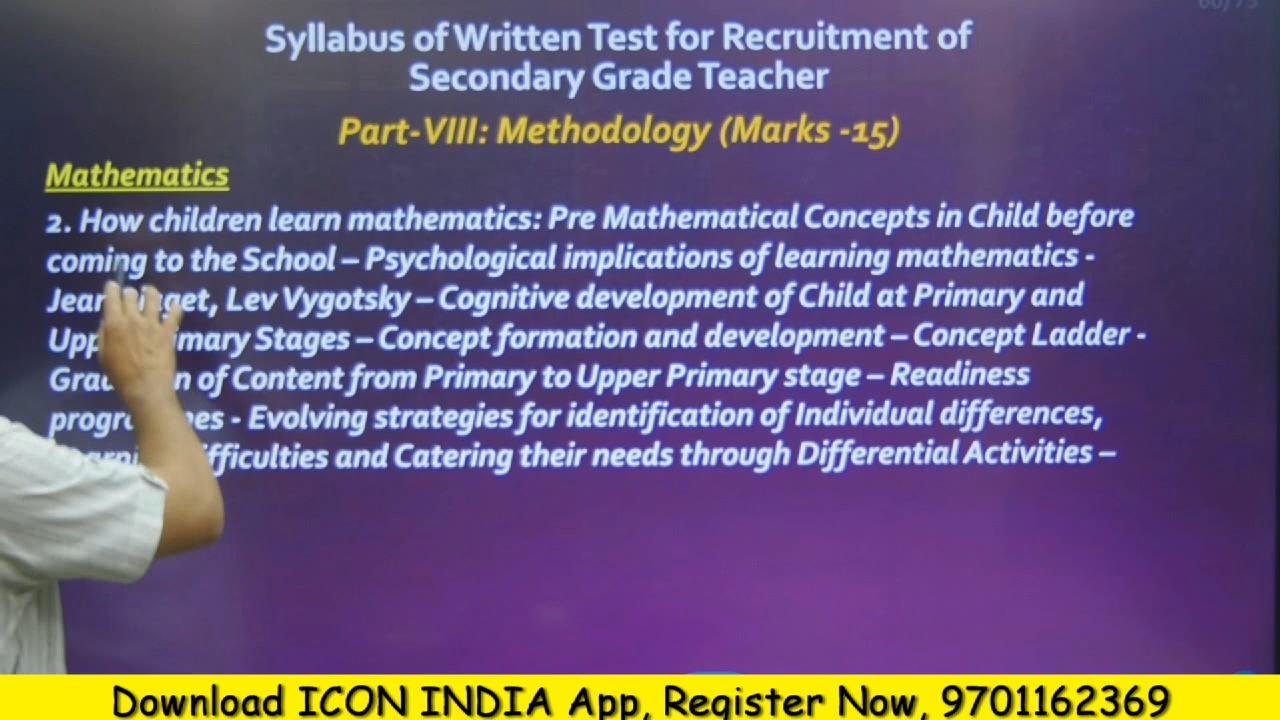 60/75
Syllabus of Written Test for Recruitment of
Secondary Grade Teacher
Part-VIII: Methodology (Marks -15)
Mathematics
2. How children learn mathematics: Pre Mathematical Concepts in Child before
coming to the School – Psychological implications of learning mathematics -
Lev Vygotsky – Cognitive development of Child at Primary and
Stages – Concept formation and development – Concept Ladder -
of Content from Primary to Upper Primary stage – Readiness
- Evolving strategies for identification of Individual differences,
and Catering their needs through Differential Activities –
Download ICON INDIA App, Register Now, 9701162369